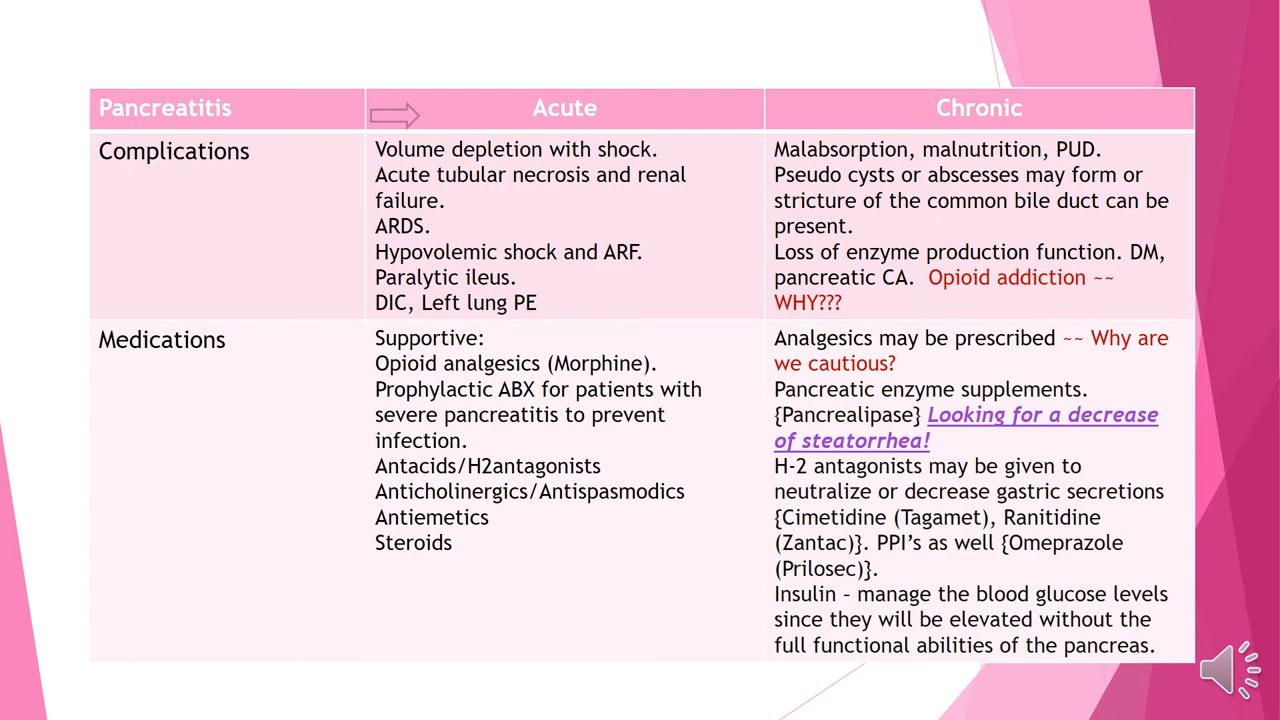 Pancreatitis
Acute
Chronic
Complications
Volume depletion with shock.
Acute tubular necrosis and renal
failure.
ARDS.
Hypovolemic shock and ARF.
Paralytic ileus.
DIC, Left lung PE
Malabsorption, malnutrition, PUD.
Pseudo cysts or abscesses may form or
stricture of the common bile duct can be
present.
Loss of enzyme production function. DM,
pancreatic CA. Opioid addiction ~~
WHY???
Medications
Supportive:
Opioid analgesics (Morphine).
Prophylactic ABX for patients with
severe pancreatitis to prevent
infection.
Antacids/H2antagonists
Anticholinergics/Antispasmodics
Antiemetics
Steroids
Analgesics may be prescribed ~~ Why are
we cautious?
Pancreatic enzyme supplements.
{Pancrealipase} Looking for a decrease
of steatorrhea!
H-2 antagonists may be given to
neutralize or decrease gastric secretions
{Cimetidine (Tagamet), Ranitidine
(Zantac)}. PPI’s as well {Omeprazole
(Prilosec)}.
Insulin – manage the blood glucose levels
since they will be elevated without the
full functional abilities of the pancreas.